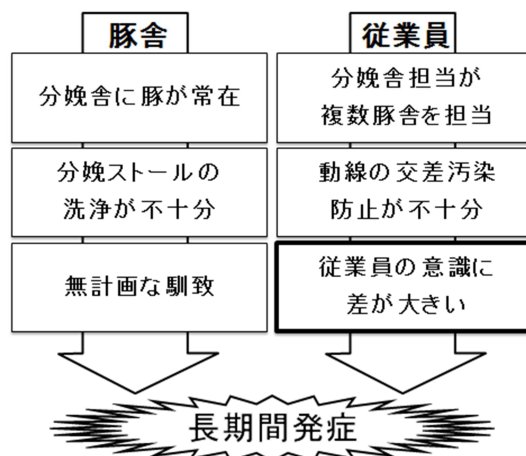 豚舎
分娩舎に豚が常在
分娩ストールの
洗浄が不十分
無計画な馴致
従業員
分娩舎担当が
複数豚舎を担当
動線の交差汚染
防止が不十分
従業員の意識に
差が大きい
長期間発症